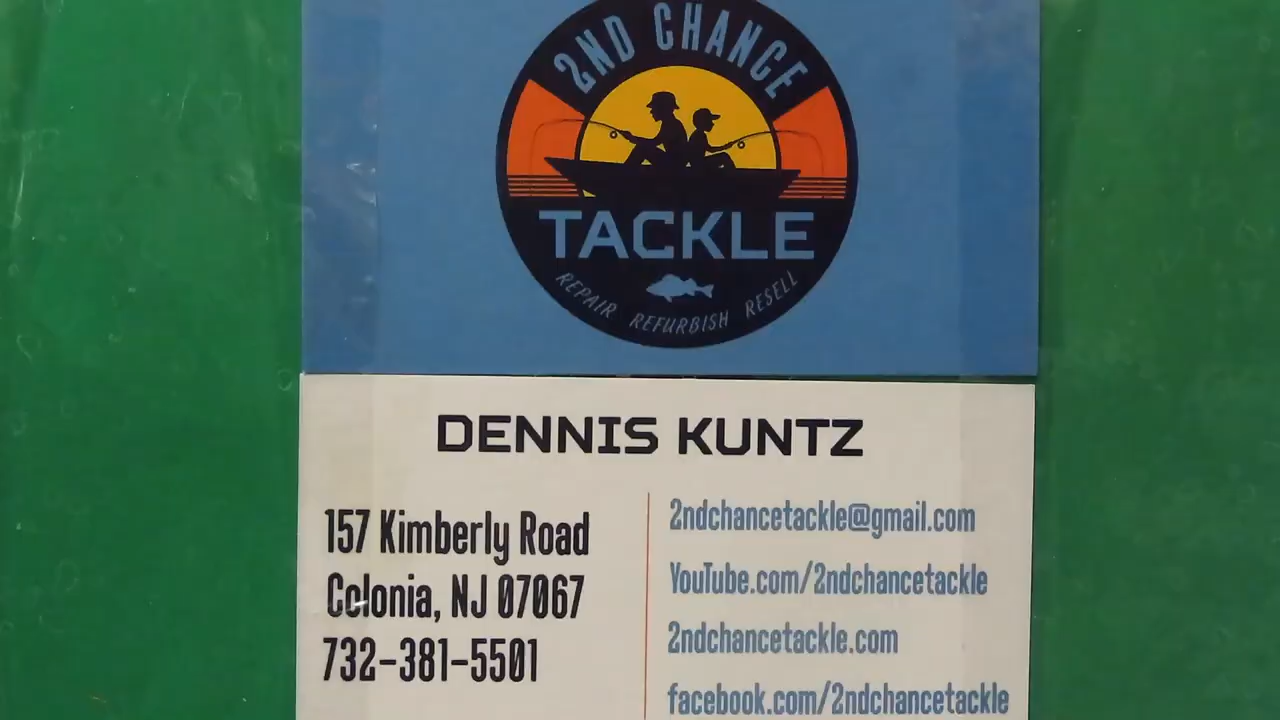 2ND CHANCE
TACKLE
REPAIR REFURBISH RESELL
DENNIS KUNTZ
157 Kimberly Road
Colonia, NJ 07067
732-381-5501
2ndchancetackle@gmail.com
YouTube.com/2ndchancetackle
2ndchancetackle.com
facebook.com/2ndchancetackle